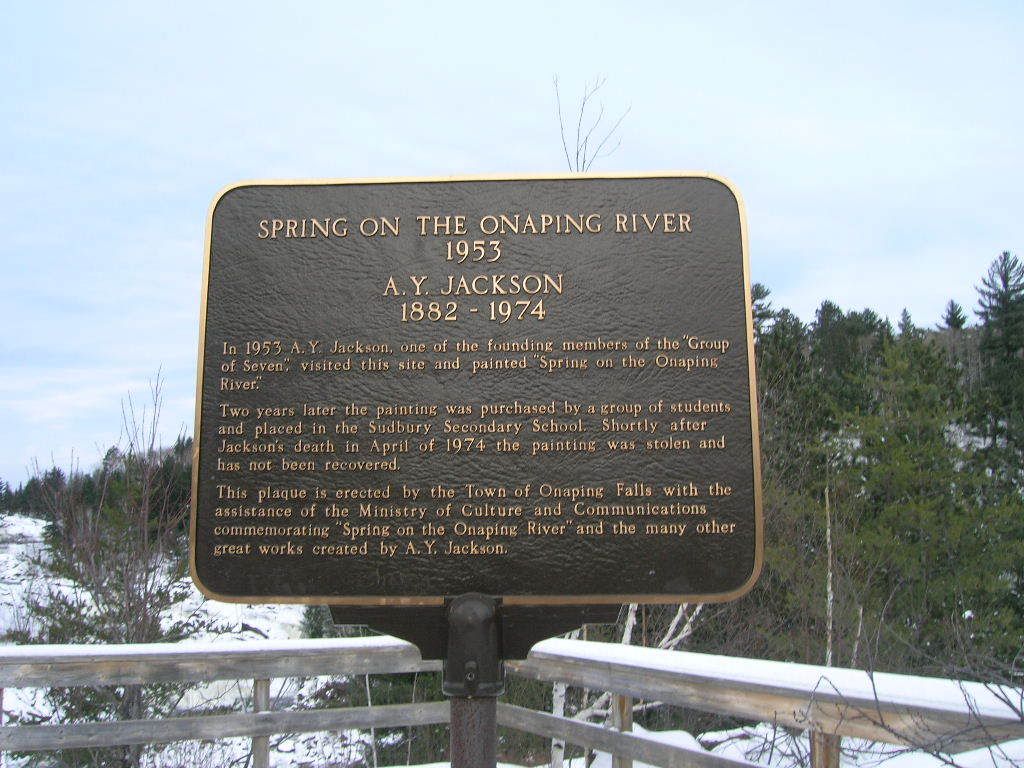 SPRING ON THE ONAPING RIVER
1953
A.Y. JACKSON
1882 - 1974
In 1953 A.Y. Jackson, one of the founding members of the "Group
of Seven", visited this site and painted "Spring on the Onaping
River."
Two years later the painting was purchased by a group of students
and placed in the Sudbury Secondary School. Shortly after
Jackson's death in April of 1974 the painting was stolen and
has not been recovered.
This plaque is erected by the Town of Onaping Falls with the
assistance of the Ministry of Culture and Communications
commemorating "Spring on the Onaping River" and the many other
great works created by A.Y. Jackson.